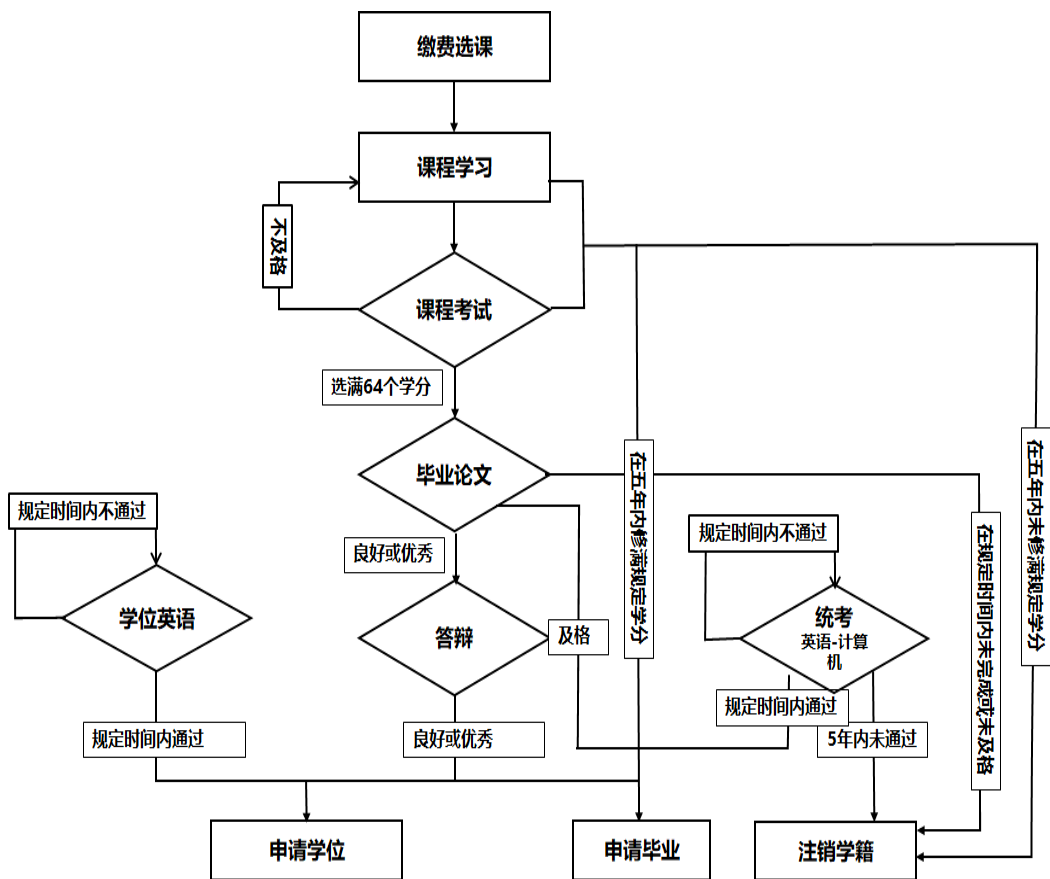 缴费选课
课程学习
不及格
课程考试
选满64个学分
毕业论文
在五年内修满规定学分
在五年内未修满规定学分
规定时间内不通过
规定时间内不通过
在规定时间内未完成或未及格
良好或优秀
学位英语
答辩
及格
统考
英语-计算
机
规定时间内通过
规定时间内通过
良好或优秀
5年内未通过
申请学位
申请毕业
注销学籍